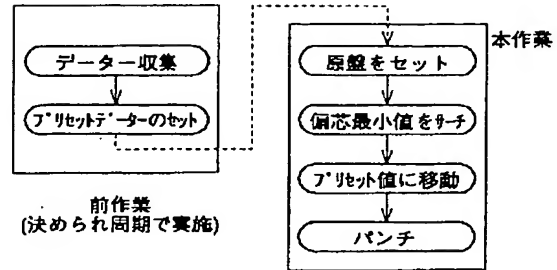 データー収集
プリセットデーターのセット
前作業
(決められ周期で実施)
本作業
原盤をセット
偏芯最小値をサーチ
プリセット値に移動
パンチ